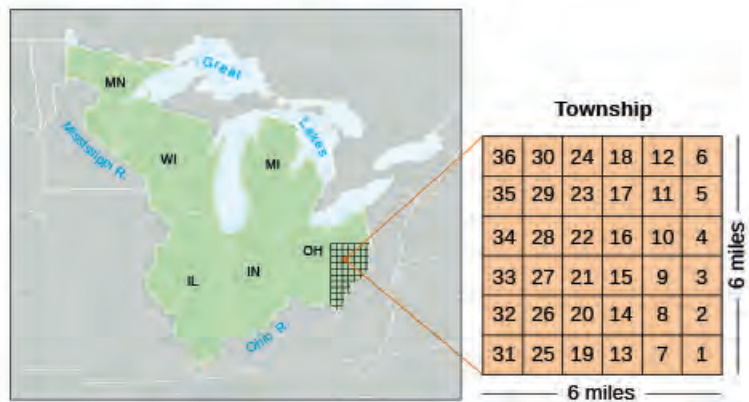 Great
Lakes
Mississippi R.
Ohio R.
MN
WI
MI
IL
IN
OH
Township
36 30 24 18 12 6
35 29 23 17 11 5
34 28 22 16 10 4
33 27 21 15 9 3
32 26 20 14 8 2
31 25 19 13 7 1
6 miles
6 miles